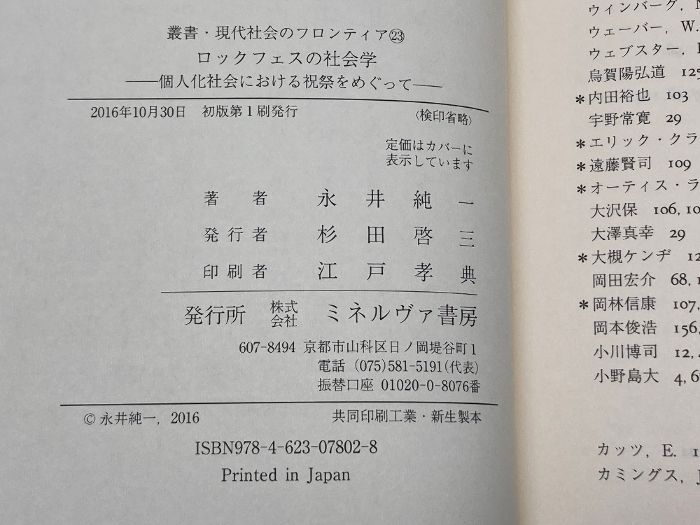 叢書・現代社会のフロンティア㉓
ロックフェスの社会学
——個人化社会における祝祭をめぐって——
2016年10月30日　初版第1刷発行　〈検印省略〉
定価はカバーに
表示しています
著者　永井純一
発行者　杉田啓三
印刷者　江戸孝典
発行所　株式会社　ミネルヴァ書房
607-8494　京都市山科区日ノ岡堤谷町1
電話　(075)581-5191(代表)
振替口座　01020-0-8076番
©永井純一, 2016　共同印刷工業・新生製本
ISBN978-4-623-07802-8
Printed in Japan
ウィンバーグ,
ウェーバー, W.
ウェブスター,
烏賀陽弘道　125
*内田裕也　103
宇野常寛　29
*エリック・クラ
*遠藤賢司　109
*オーティス・
大沢保　106, 10
大澤真幸　29
*大槻ケンヂ　12
岡田宏介　68, 1
*岡林信康　107,
岡本俊浩　156,
小川博司　12,
小野島大　4, 6
カッツ, E.　1
カミングス,